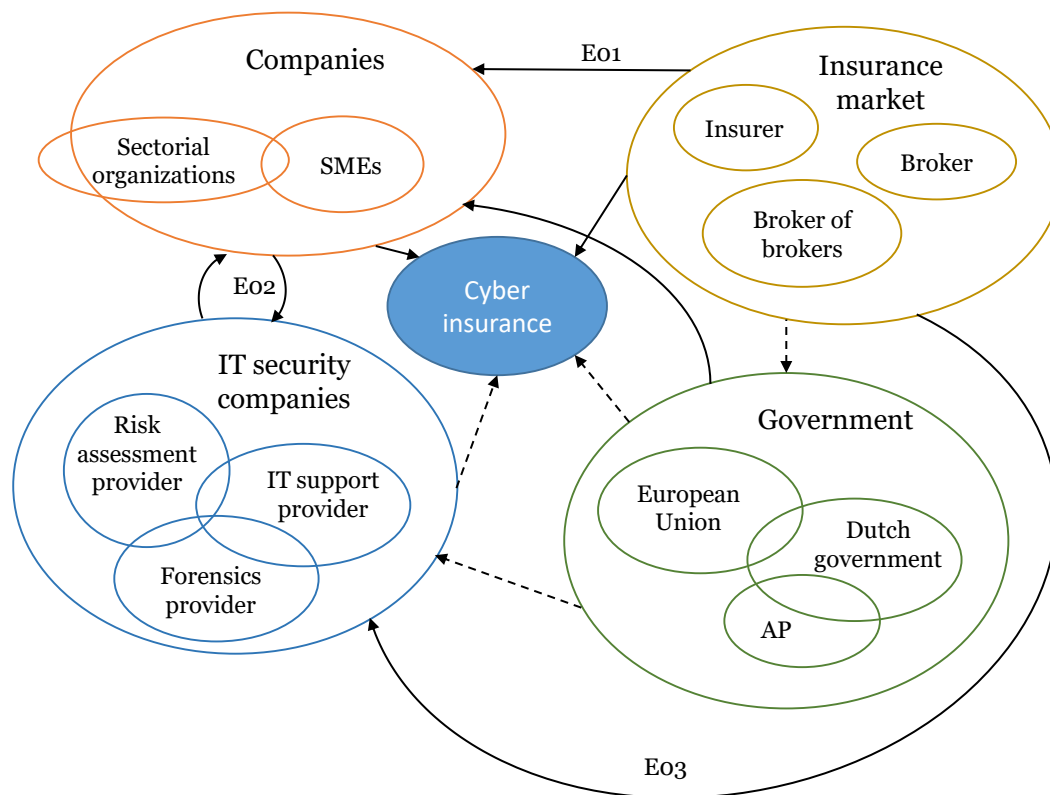 Companies
Sectorial
organizations
SMEs
E01
Insurance
market
Insurer
Broker
Broker of
brokers
E02
Cyber
insurance
IT security
companies
Risk
assessment
provider
IT support
provider
Forensics
provider
Government
European
Union
Dutch
government
AP
E03